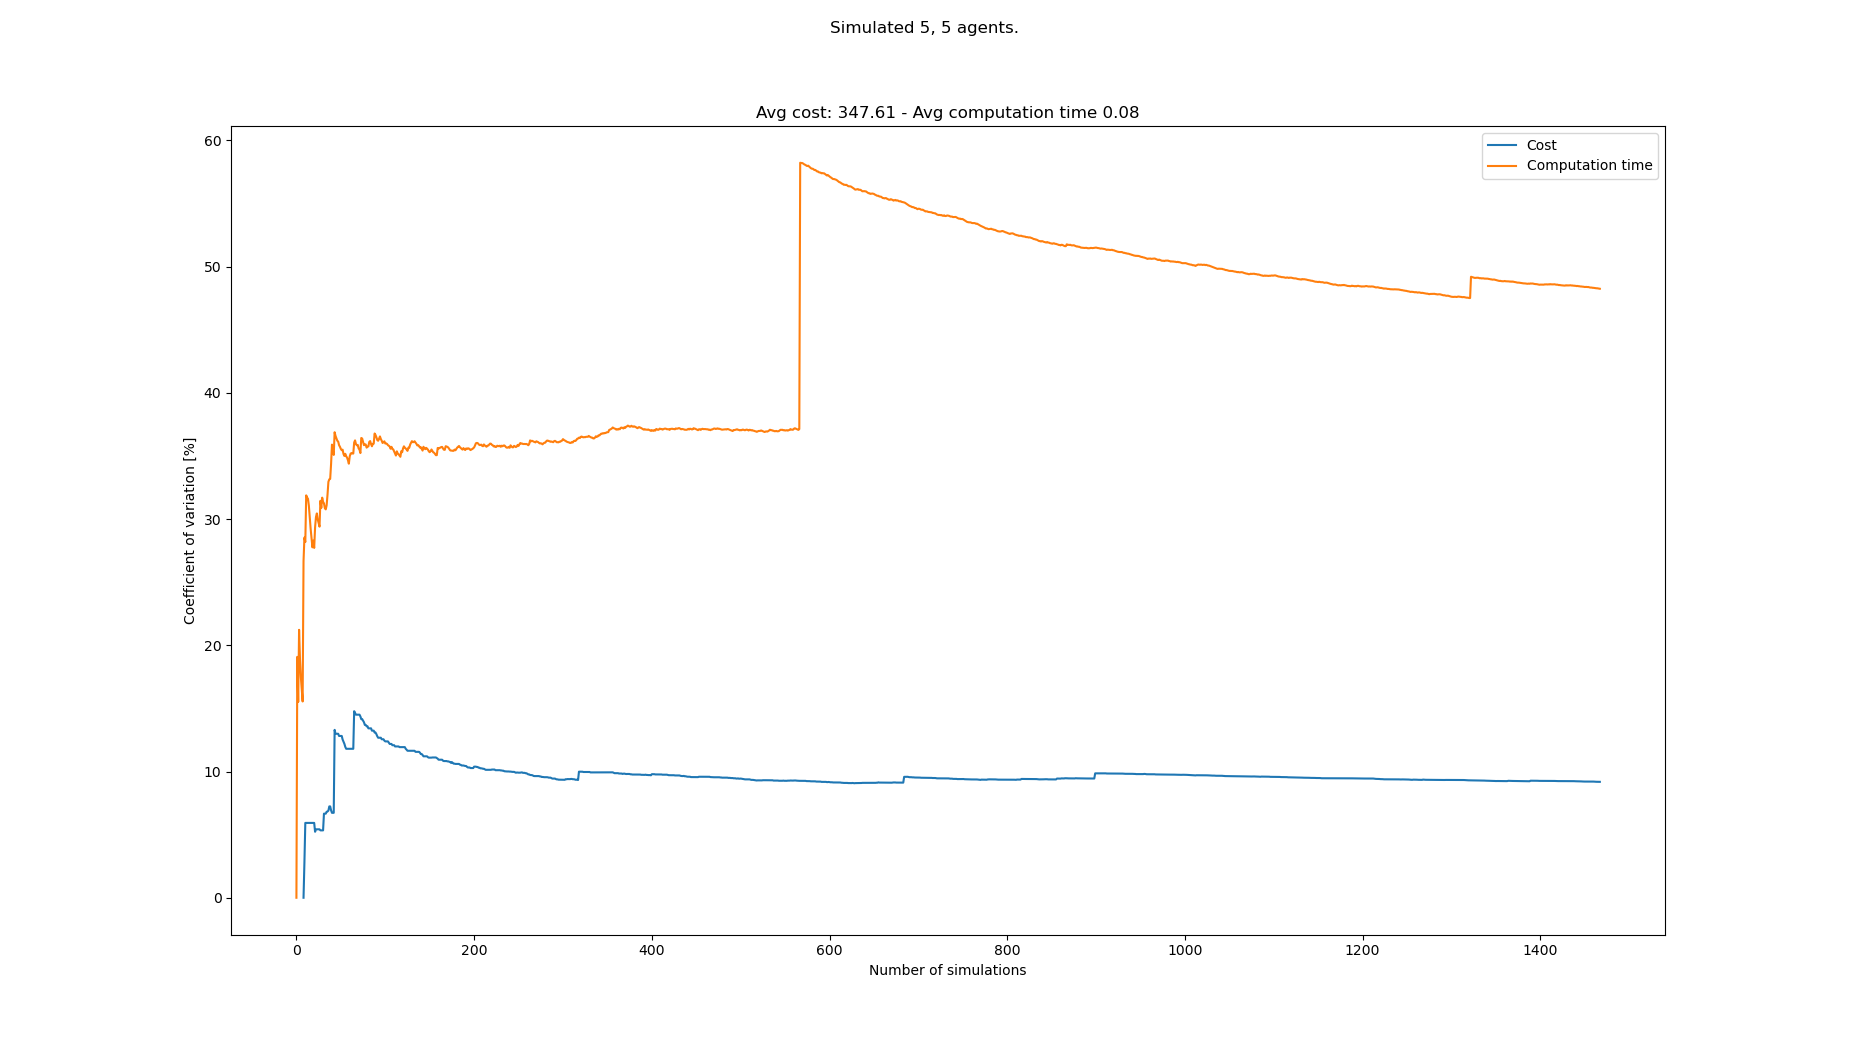 Simulated 5, 5 agents.
Avg cost: 347.61 - Avg computation time 0.08
Cost
Computation time
Coefficient of variation [%]
60
50
40
30
20
10
0
0 200 400 600 800 1000 1200 1400
Number of simulations